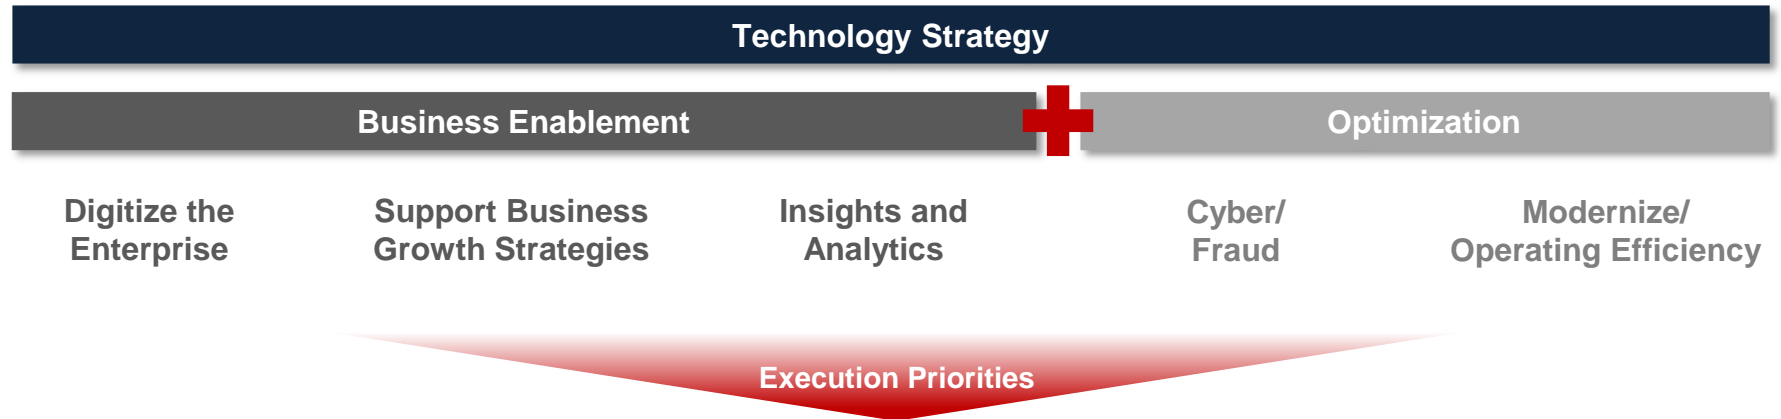 Technology Strategy
Business Enablement
Optimization
Digitize the
Enterprise
Support Business
Growth Strategies
Insights and
Analytics
Cyber/
Fraud
Modernize/
Operating Efficiency
Execution Priorities